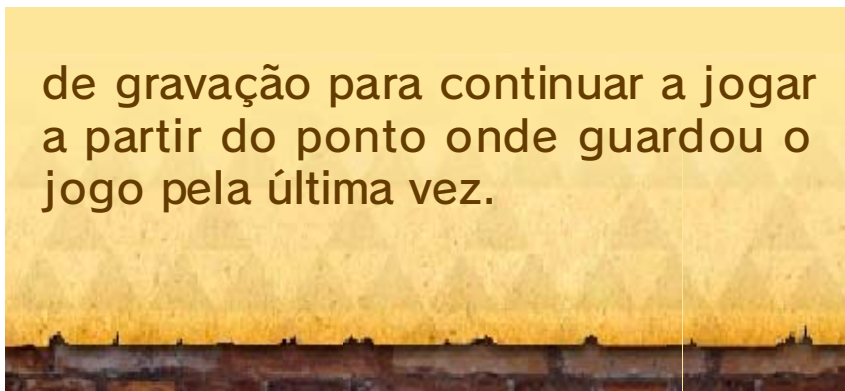 de gravação para continuar a jogar
a partir do ponto onde guardou o
jogo pela última vez.